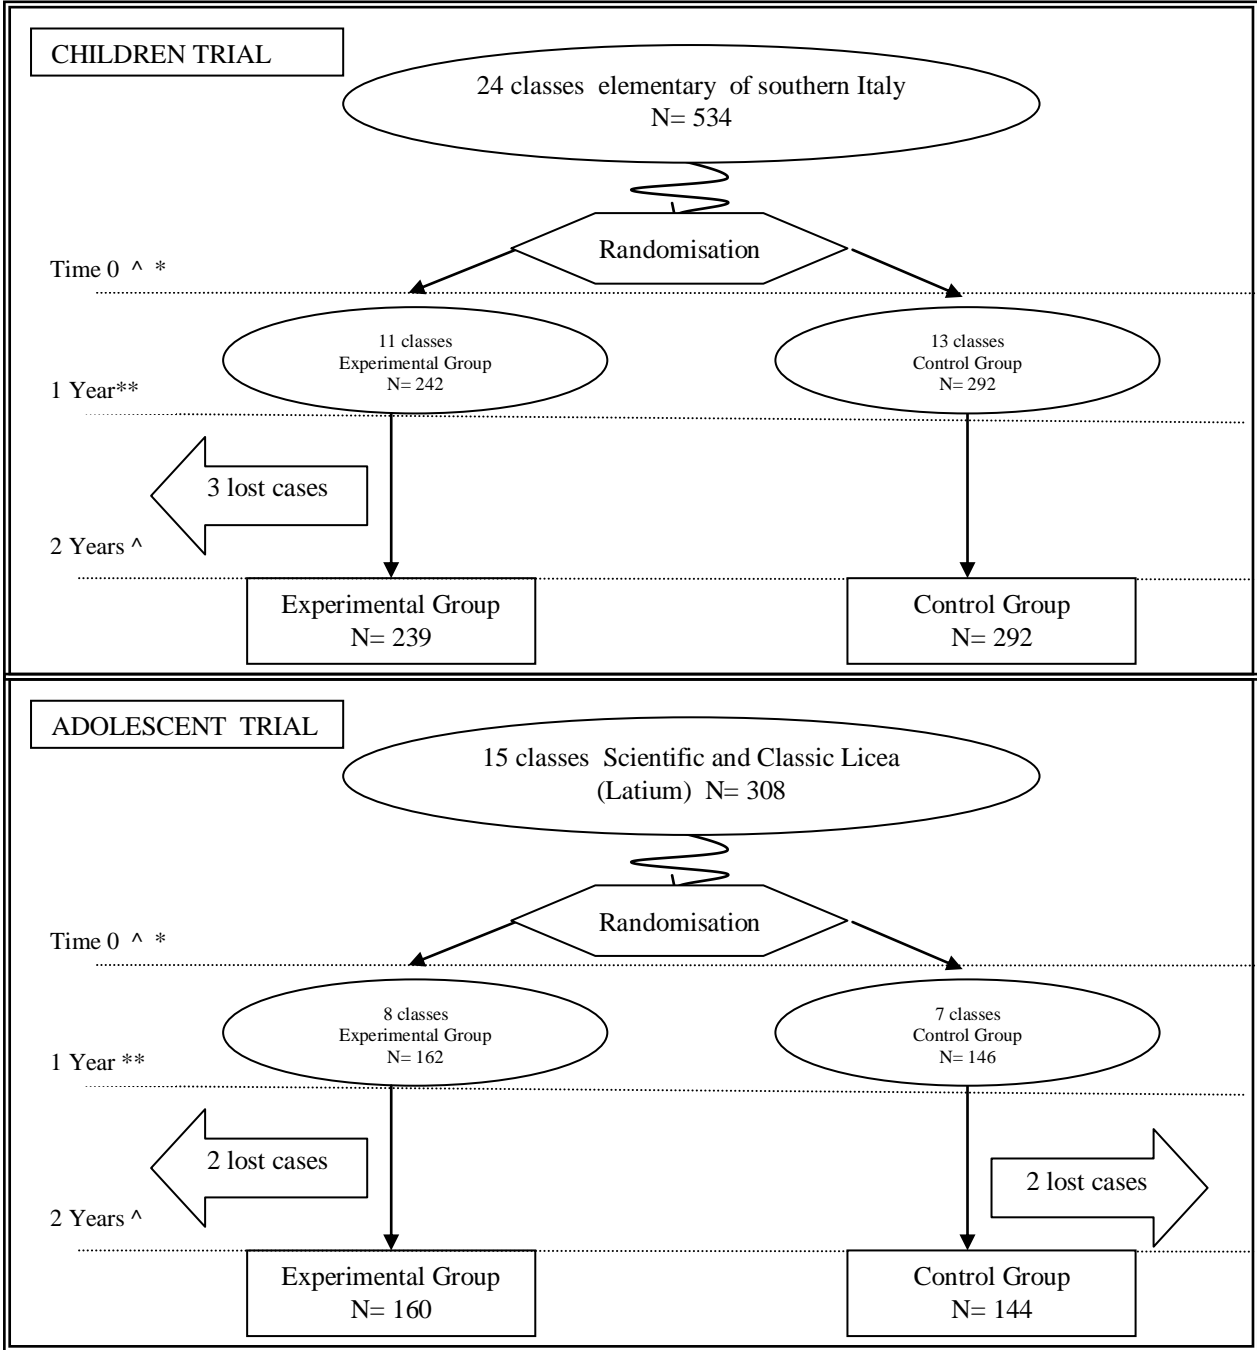 CHILDREN TRIAL
24 classes elementary of southern Italy
N= 534
Randomisation
Time 0 ^ *
11 classes
Experimental Group
N= 242
13 classes
Control Group
N= 292
1 Year**
3 lost cases
2 Years ^
Experimental Group
N= 239
Control Group
N= 292
ADOLESCENT TRIAL
15 classes Scientific and Classic Licea
(Latium) N= 308
Randomisation
Time 0 ^ *
8 classes
Experimental Group
N= 162
7 classes
Control Group
N= 146
1 Year **
2 lost cases
2 lost cases
2 Years ^
Experimental Group
N= 160
Control Group
N= 144